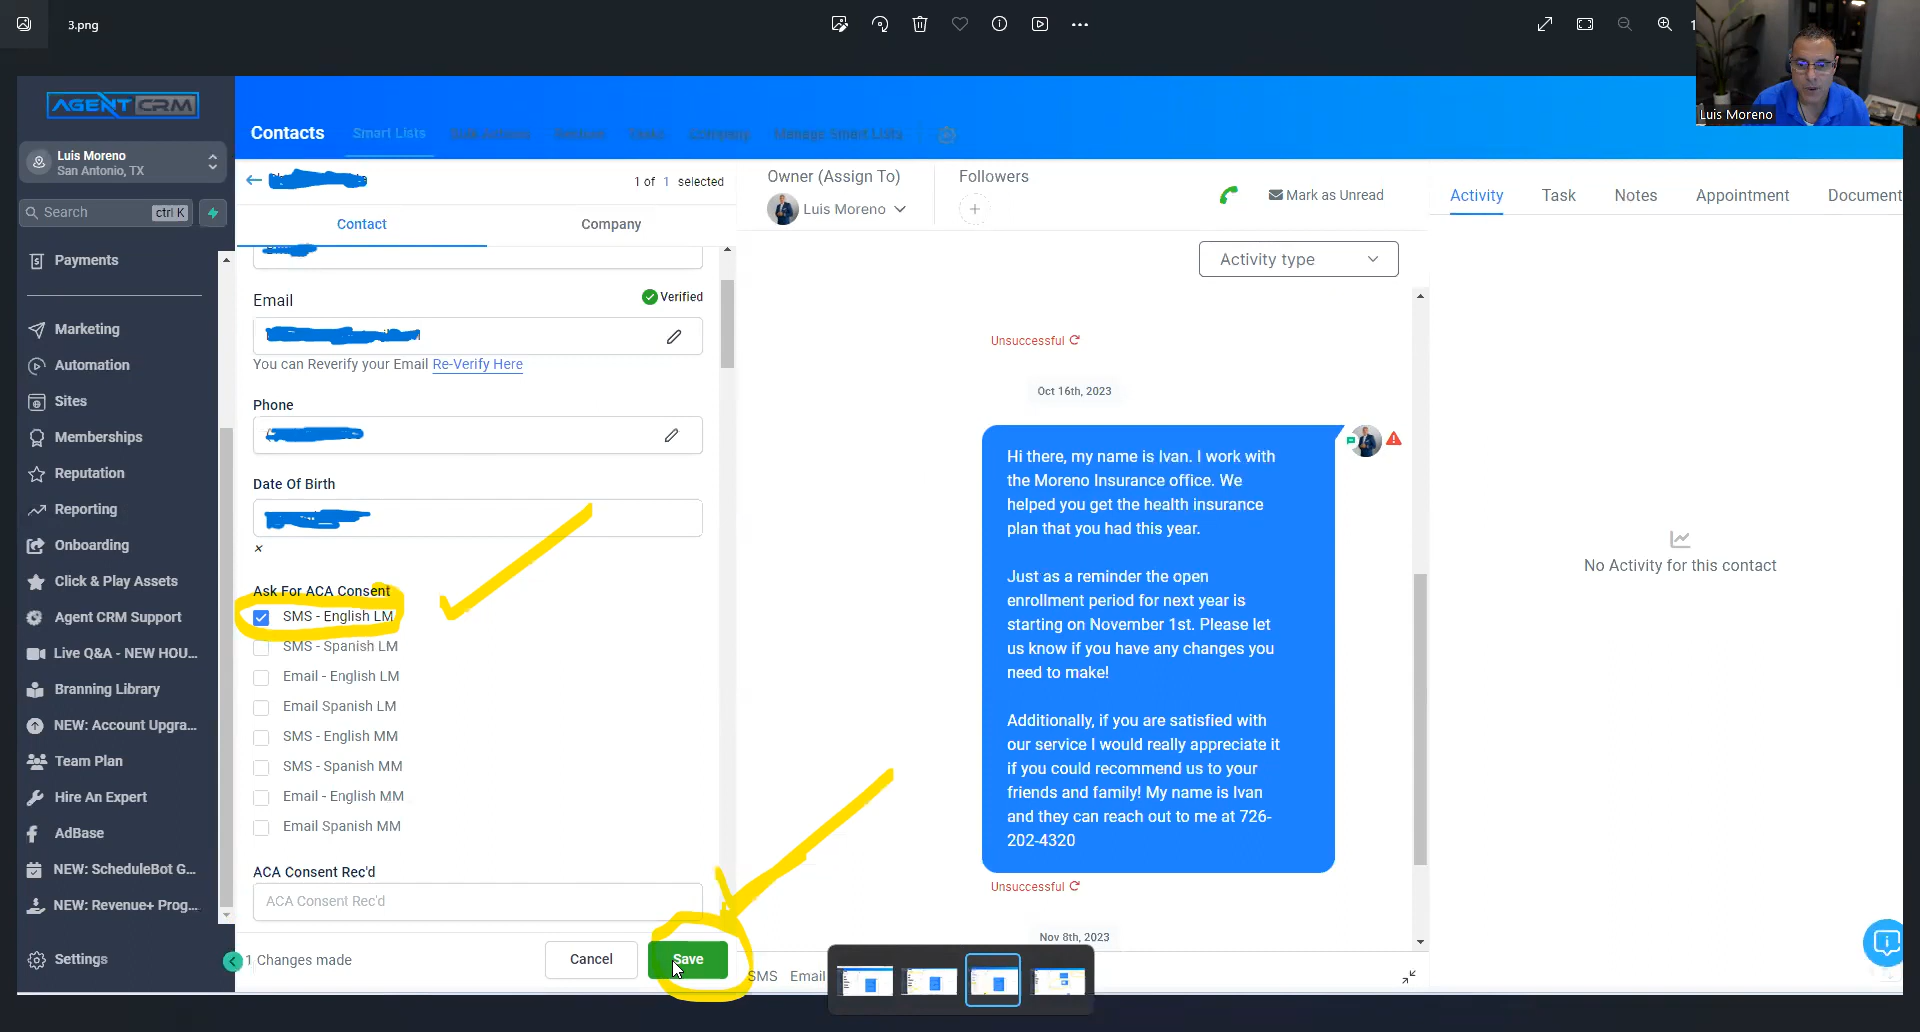 3.png
Luis Moreno
AGENT CRM
Luis Moreno
San Antonio, TX
Search
ctrl K
Payments
Marketing
Automation
Sites
Memberships
Reputation
Reporting
Onboarding
Click & Play Assets
Agent CRM Support
Live Q&A - NEW HOU...
Branning Library
NEW: Account Upgra...
Team Plan
Hire An Expert
AdBase
NEW: ScheduleBot G...
NEW: Revenue+ Prog...
Settings
Contacts
Smart Lists
Bulk Actions
Restore
Tasks
Company
Manage Smart Lists
1 of 1 selected
Contact
Company
Email
Verified
You can Reverify your Email Re-Verify Here
Phone
Date Of Birth
×
Ask For ACA Consent
SMS - English LM
SMS - Spanish LM
Email - English LM
Email Spanish LM
SMS - English MM
SMS - Spanish MM
Email - English MM
Email Spanish MM
ACA Consent Rec'd
ACA Consent Rec'd
1 Changes made
Cancel
Save
Owner (Assign To)
Luis Moreno
Followers
Mark as Unread
Activity type
Unsuccessful
Oct 16th, 2023
Hi there, my name is Ivan. I work with
the Moreno Insurance office. We
helped you get the health insurance
plan that you had this year.
Just as a reminder the open
enrollment period for next year is
starting on November 1st. Please let
us know if you have any changes you
need to make!
Additionally, if you are satisfied with
our service I would really appreciate it
if you could recommend us to your
friends and family! My name is Ivan
and they can reach out to me at 726-
202-4320
Unsuccessful
Nov 8th, 2023
SMS
Email
Activity
Task
Notes
Appointment
Document
No Activity for this contact